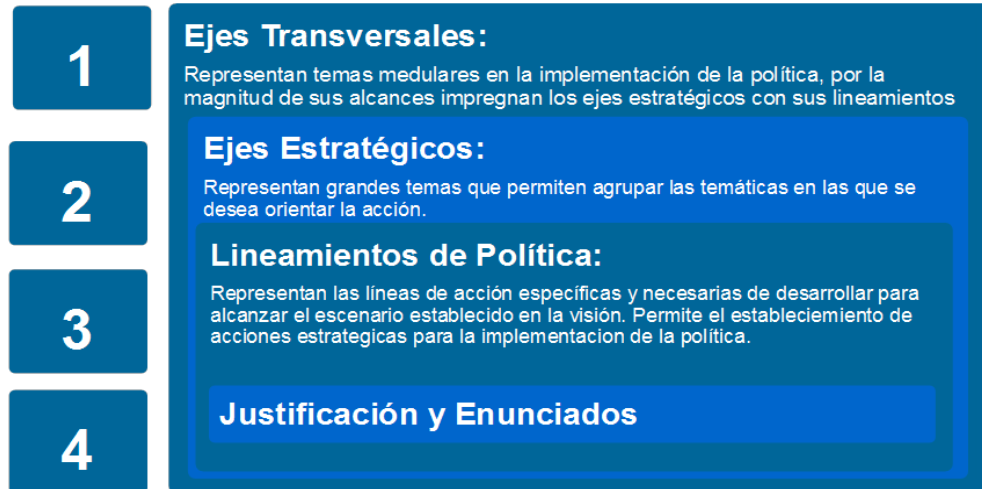 1
Ejes Transversales:
Representan temas medulares en la implementación de la política, por la
magnitud de sus alcances impregnan los ejes estratégicos con sus lineamientos
2
Ejes Estratégicos:
Representan grandes temas que permiten agrupar las temáticas en las que se
desea orientar la acción.
3
Lineamientos de Política:
Representan las líneas de acción específicas y necesarias de desarrollar para
alcanzar el escenario establecido en la visión. Permite el estableciemiento de
acciones estrategicas para la implementacion de la política.
4
Justificación y Enunciados